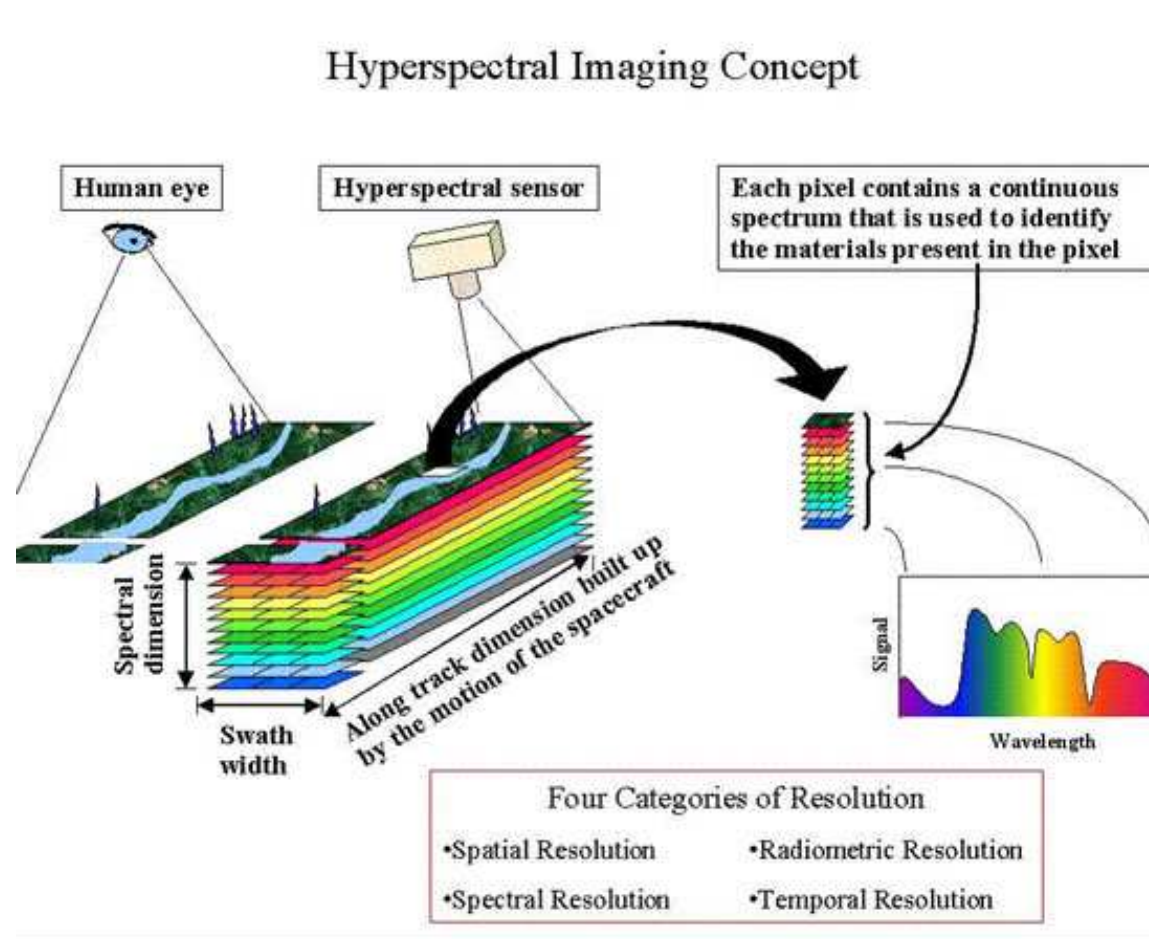 Hyperspectral Imaging Concept
Human eye
Hyperspectral sensor
Each pixel contains a continuous
spectrum that is used to identify
the materials present in the pixel
Spectral
dimension
Swath
width
Along track dimension built up
by the motion of the spacecraft
Signal
Wavelength
Four Categories of Resolution
•Spatial Resolution
•Radiometric Resolution
•Spectral Resolution
•Temporal Resolution